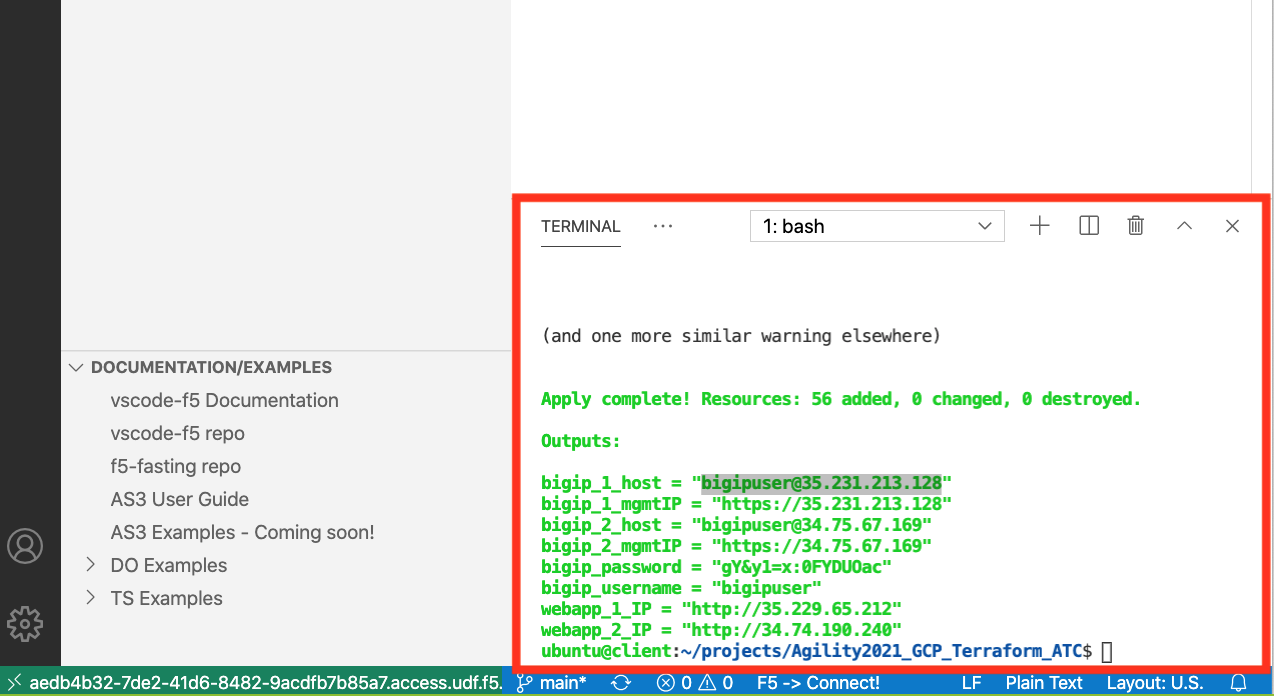 TERMINAL
···
1: bash
(and one more similar warning elsewhere)
Apply complete! Resources: 56 added, 0 changed, 0 destroyed.
Outputs:
bigip_1_host = "bigipuser@35.231.213.128"
bigip_1_mgmtIP = "https://35.231.213.128"
bigip_2_host = "bigipuser@34.75.67.169"
bigip_2_mgmtIP = "https://34.75.67.169"
bigip_password = "gY&y1=x:0FYDUOac"
bigip_username = "bigipuser"
webapp_1_IP = "http://35.229.65.212"
webapp_2_IP = "http://34.74.190.240"
ubuntu@client:~/projects/Agility2021_GCP_Terraform_ATC$
DOCUMENTATION/EXAMPLES
vscode-f5 Documentation
vscode-f5 repo
f5-fasting repo
AS3 User Guide
AS3 Examples - Coming soon!
DO Examples
TS Examples
aedb4b32-7de2-41d6-8482-9acdfb7b85a7.access.udf.f5. main* 0 0 F5 -> Connect! LF Plain Text Layout: U.S.